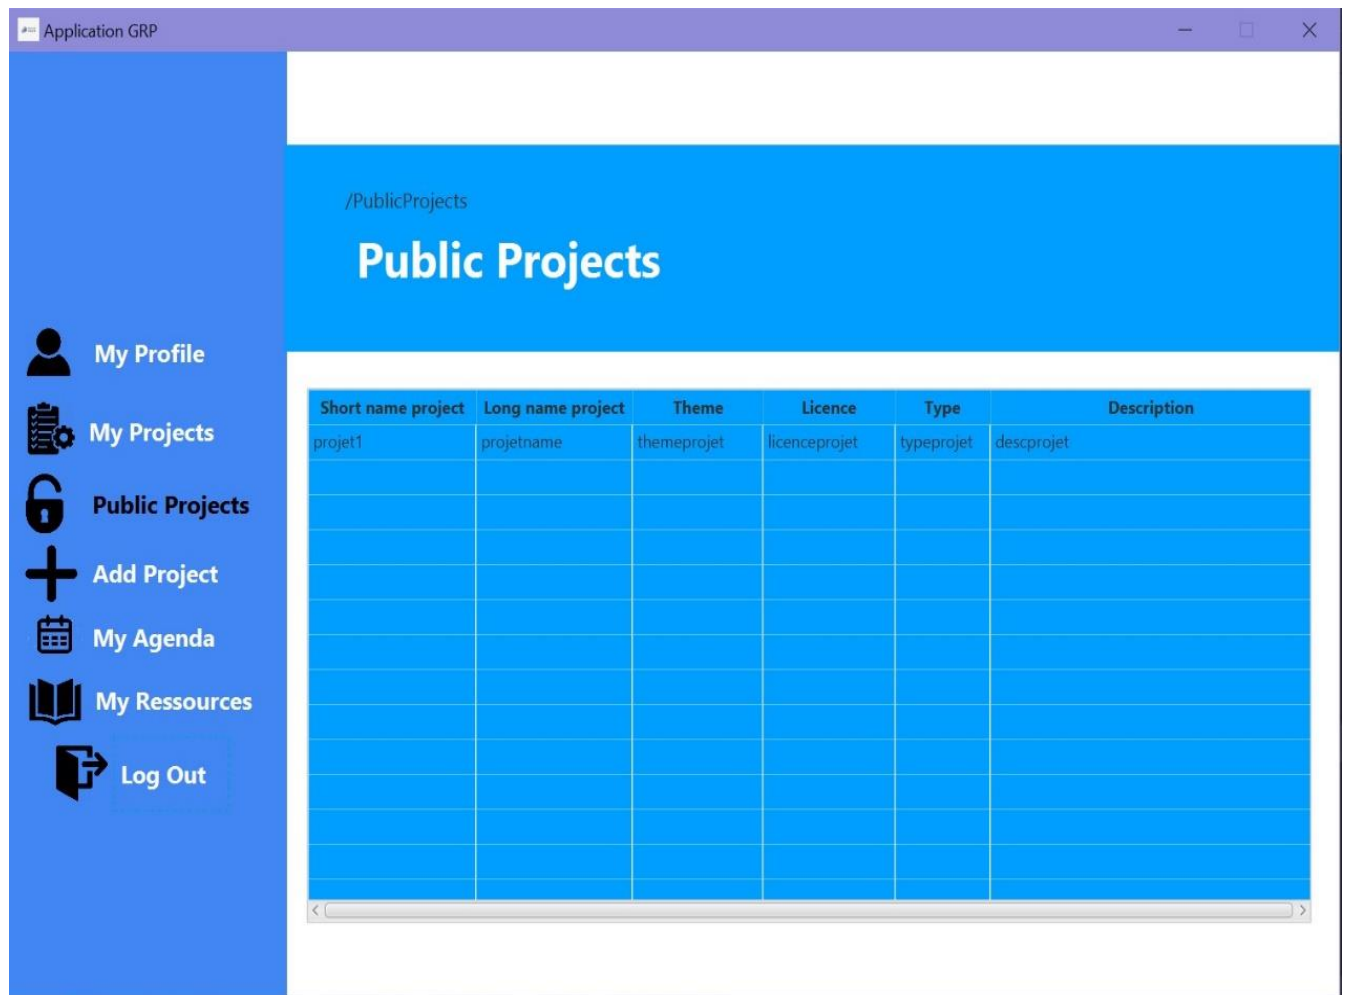 Application GRP
/PublicProjects
Public Projects
My Profile
My Projects
Public Projects
Add Project
My Agenda
My Ressources
Log Out
Short name project Long name project Theme Licence Type Description
projet1 projetname themeprojet licenceprojet typeprojet descprojet